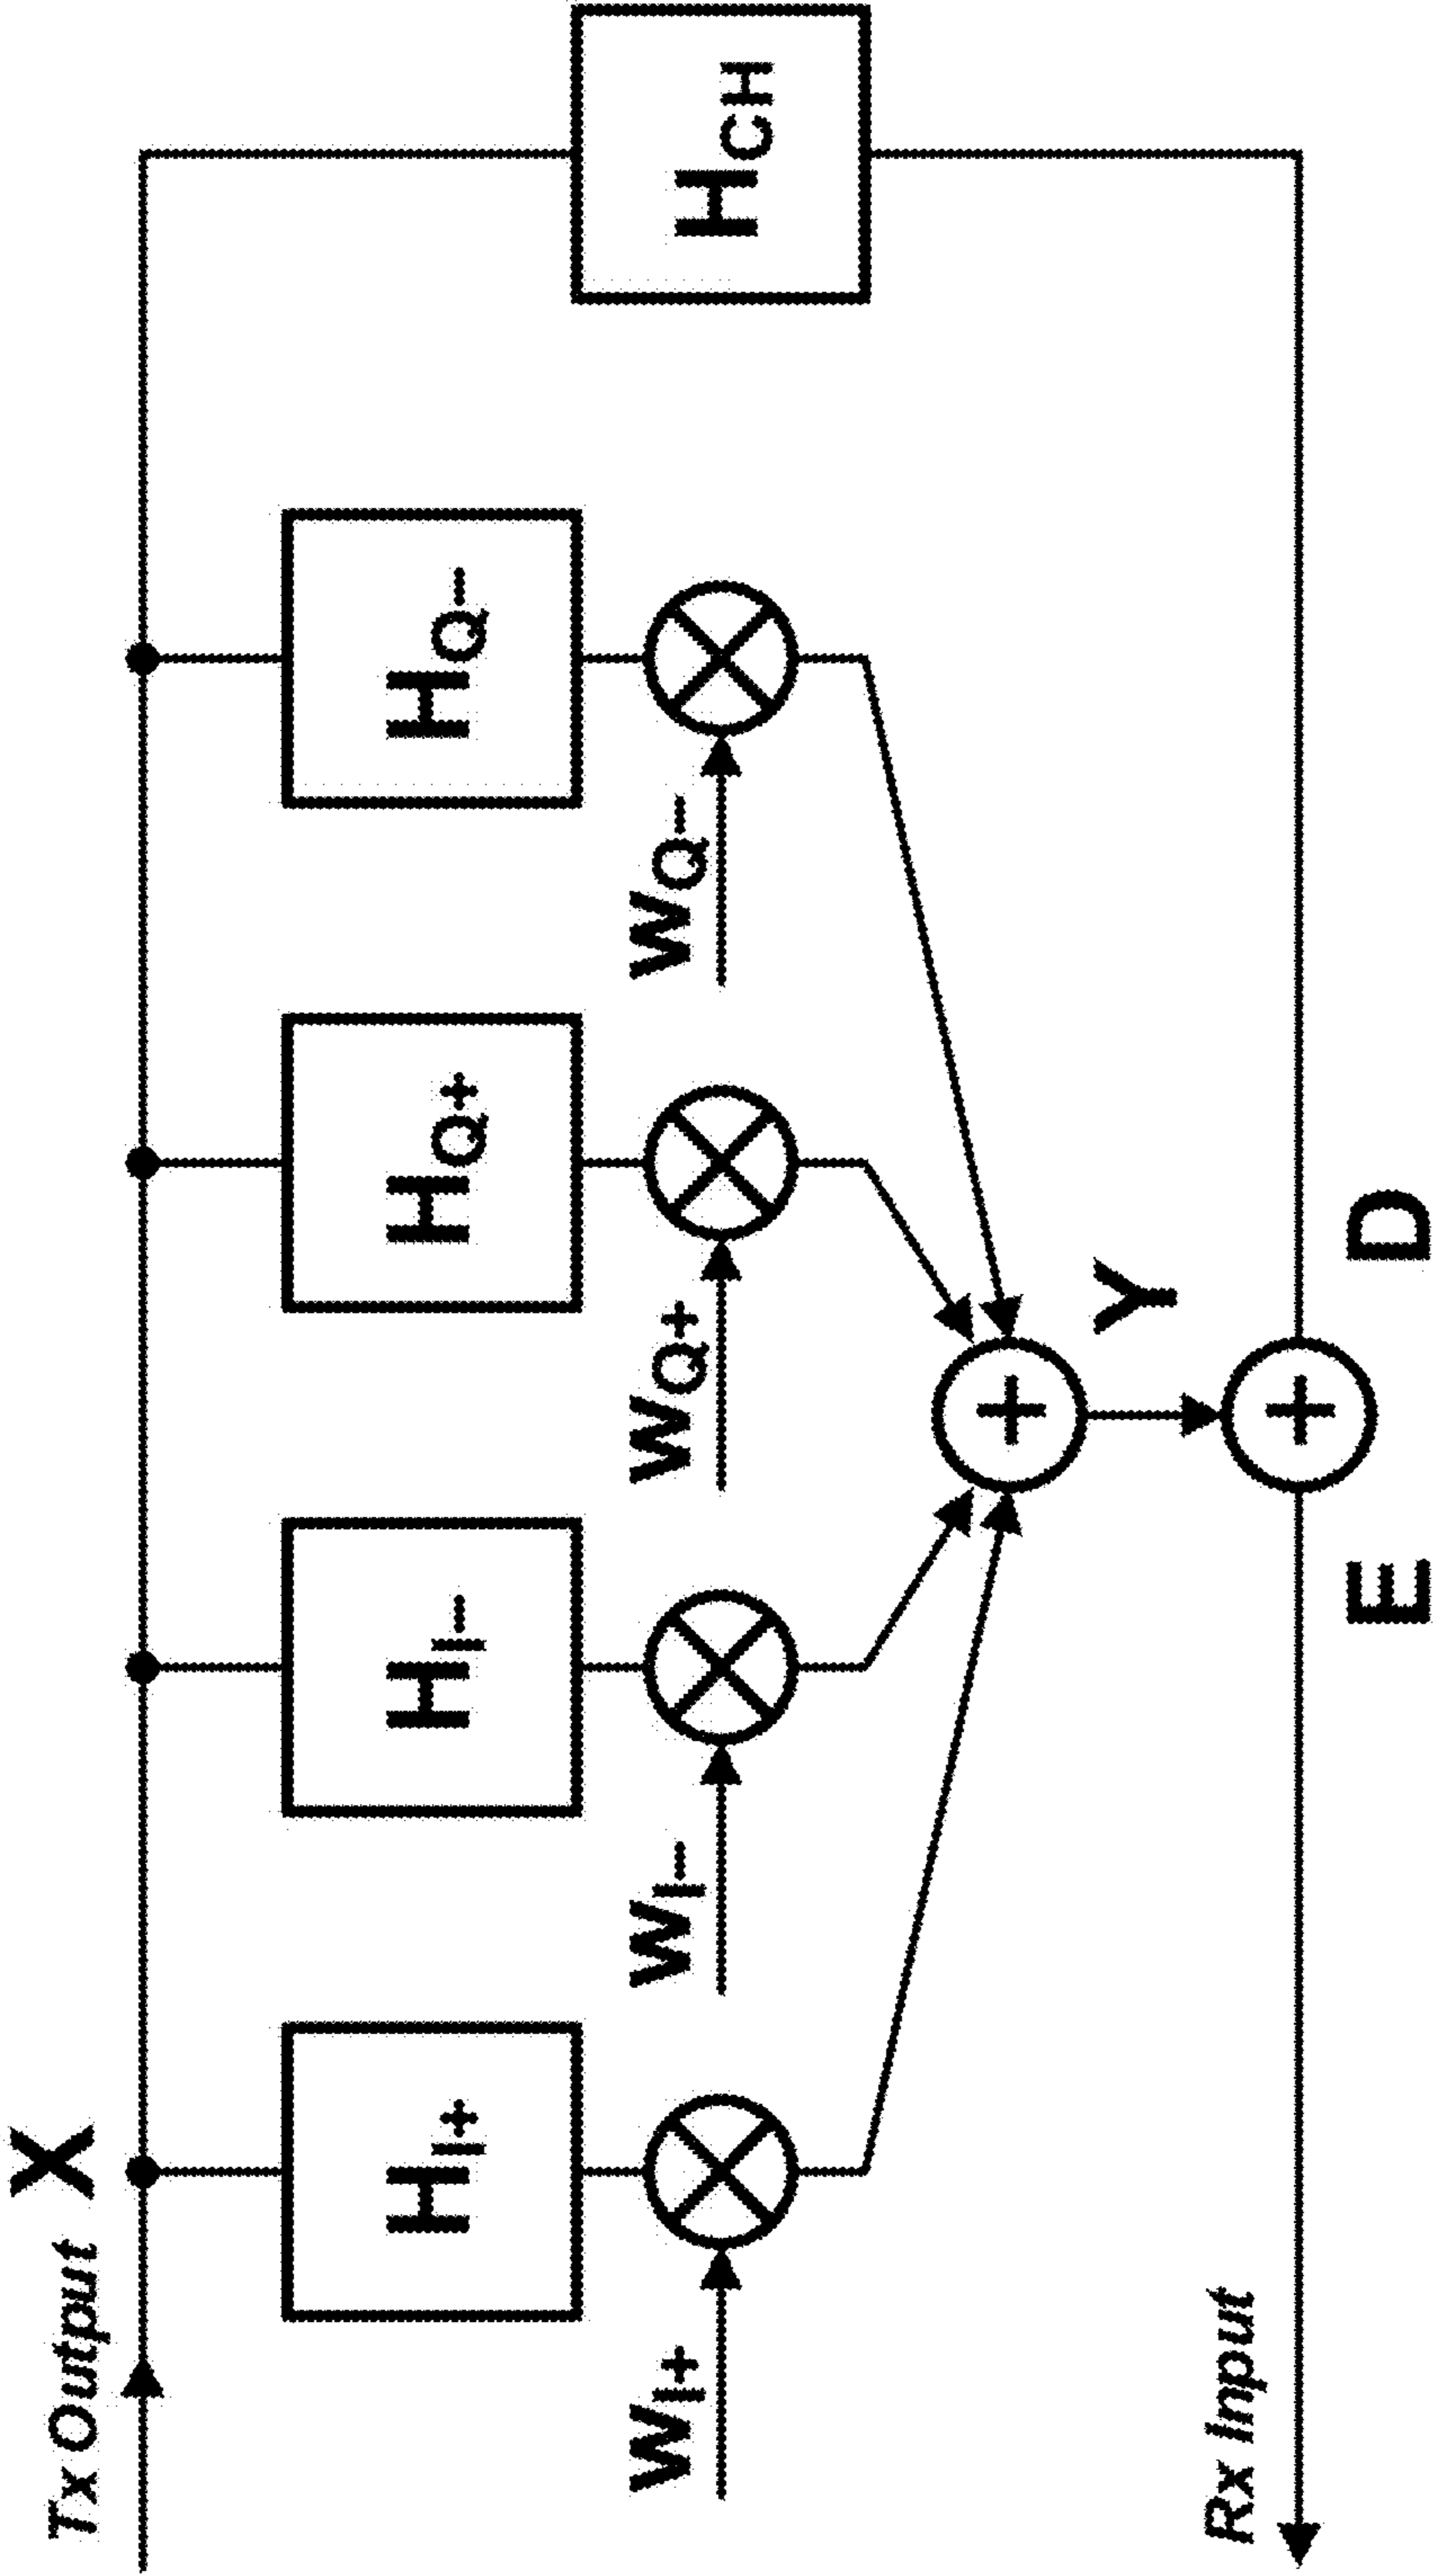 Tx Output X
H_I+ H_I− H_Q+ H_Q− H_CH
W_I+ W_I− W_Q+ W_Q−
+ Y
+
Rx Input E D